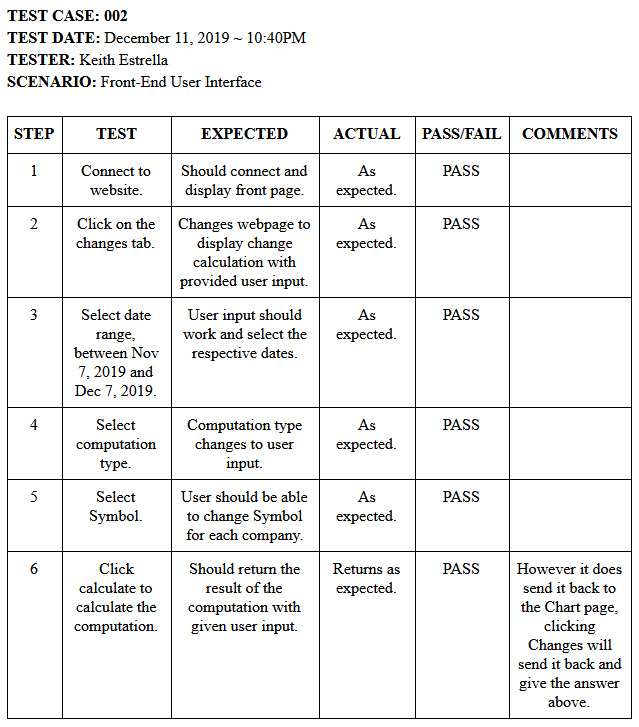 TEST CASE: 002
TEST DATE: December 11, 2019 ~ 10:40PM
TESTER: Keith Estrella
SCENARIO: Front-End User Interface
STEP TEST EXPECTED ACTUAL PASS/FAIL COMMENTS
1 Connect to Should connect and As PASS
website. display front page. expected.
2 Click on the Changes webpage to As PASS
changes tab. display change expected.
calculation with
provided user input.
3 Select date User input should As PASS
range, work and select the expected.
between Nov respective dates.
7, 2019 and
Dec 7, 2019.
4 Select Computation type As PASS
computation changes to user expected.
type. input.
5 Select User should be able As PASS
Symbol. to change Symbol expected.
for each company.
6 Click Should return the Returns as PASS However it does
calculate to result of the expected. send it back to
calculate the computation with the Chart page,
computation. given user input. clicking
Changes will
send it back and
give the answer
above.